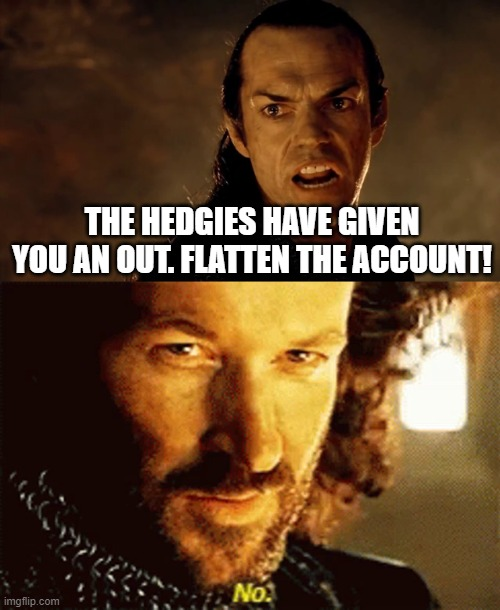 THE HEDGIES HAVE GIVEN
YOU AN OUT. FLATTEN THE ACCOUNT!
No.
imgflip.com